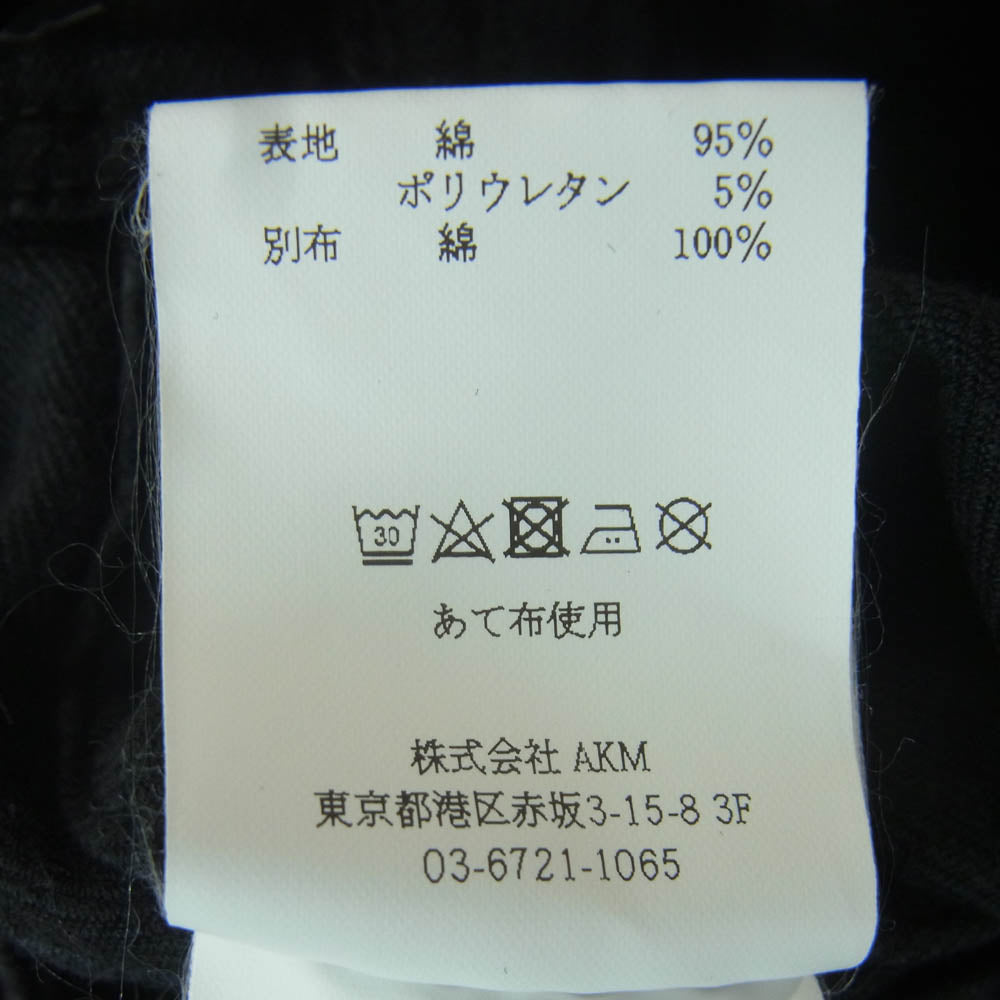 表地 綿 95%
ポリウレタン 5%
別布 綿 100%
30
あて布使用
株式会社 AKM
東京都港区赤坂3-15-8 3F
03-6721-1065